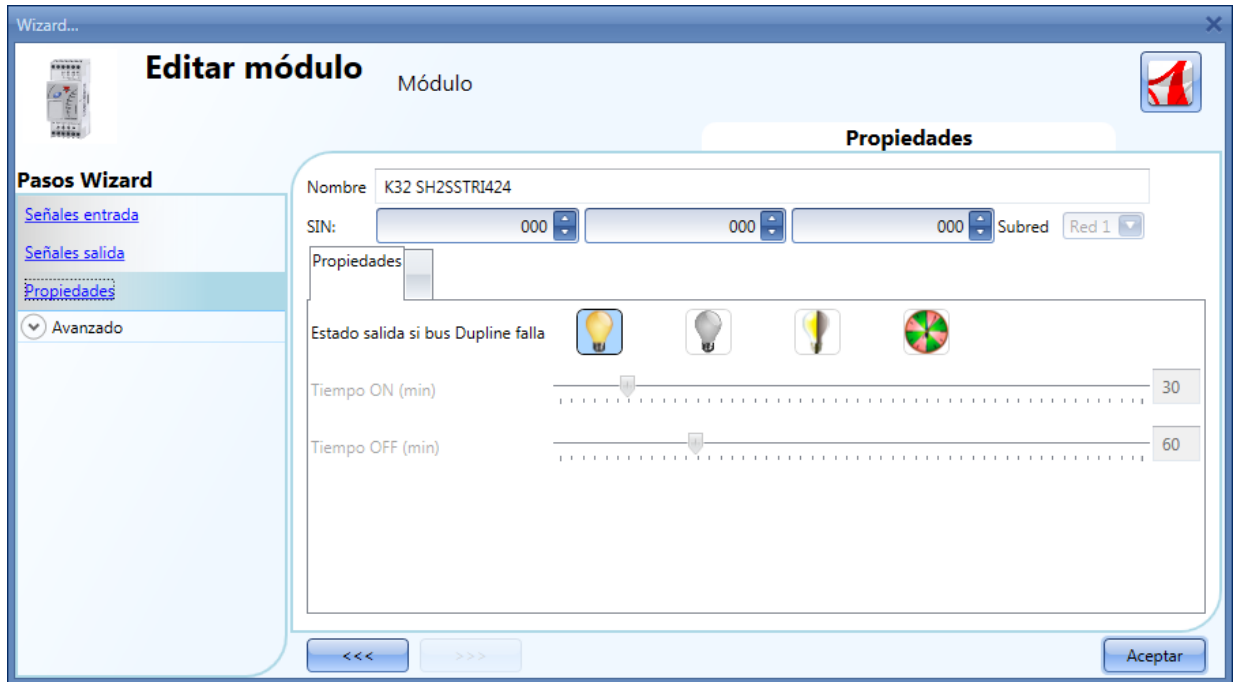 Wizard...
Editar módulo
Módulo
Propiedades
Pasos Wizard
Señales entrada
Señales salida
Propiedades
Avanzado
Nombre K32 SH2SSTRI424
SIN: 000 000 000 Subred Red 1
Propiedades
Estado salida si bus Dupline falla
Tiempo ON (min) 30
Tiempo OFF (min) 60
<<< >>> Aceptar